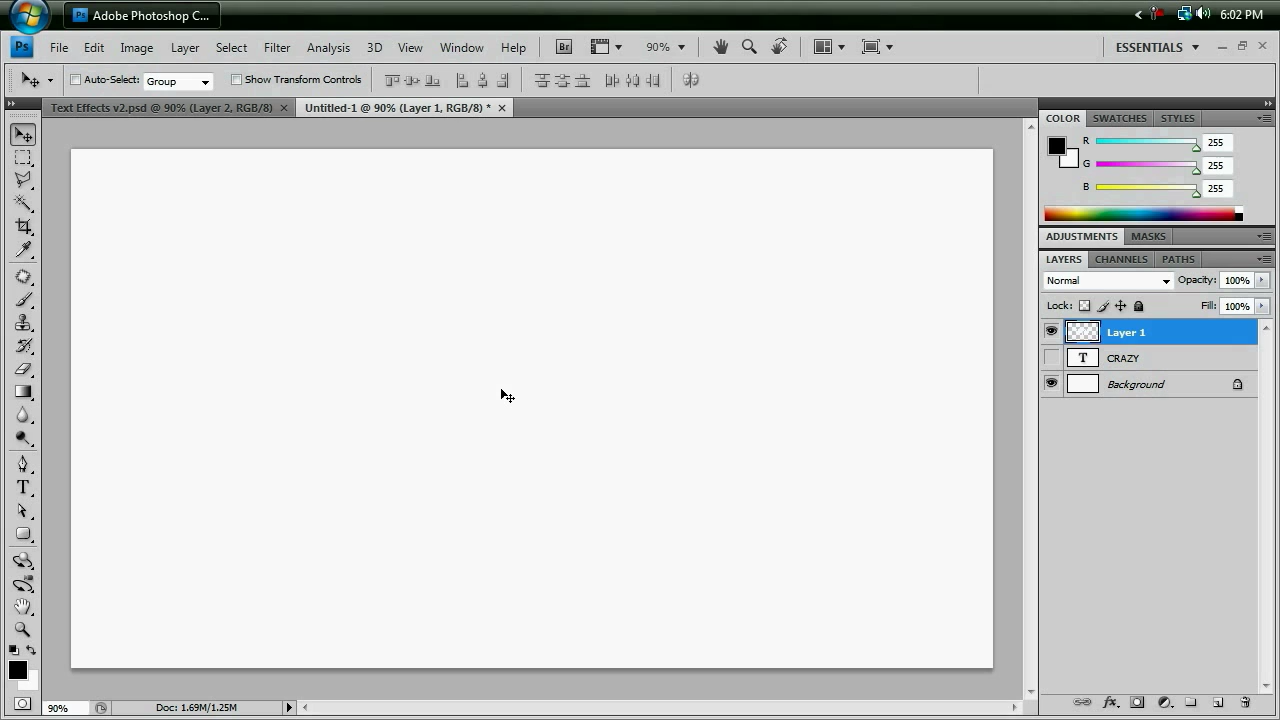 Adobe Photoshop C...
6:02 PM
Ps File Edit Image Layer Select Filter Analysis 3D View Window Help Br 90% ESSENTIALS
Auto-Select: Group Show Transform Controls
Text Effects v2.psd @ 90% (Layer 2, RGB/8) Untitled-1 @ 90% (Layer 1, RGB/8) *
COLOR SWATCHES STYLES
R 255
G 255
B 255
ADJUSTMENTS MASKS
LAYERS CHANNELS PATHS
Normal Opacity: 100%
Lock: Fill: 100%
Layer 1
T CRAZY
Background
T
fx
90% Doc: 1.69M/1.25M